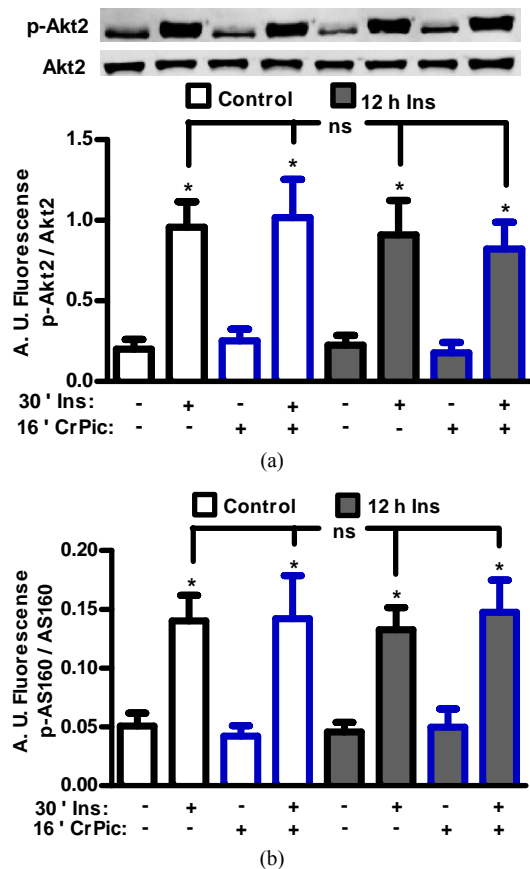 p-Akt2
Akt2
Control 12 h Ins
ns
A. U. Fluorescense
p-Akt2 / Akt2
1.5
1.0
0.5
0.0
* * * *
30 ' Ins: - + - + - + - +
16 ' CrPic: - - + + - - + +
(a)
Control 12 h Ins
ns
A. U. Fluorescense
p-AS160 / AS160
0.20
0.15
0.10
0.05
0.00
* * * *
30 ' Ins: - + - + - + - +
16 ' CrPic: - - + + - - + +
(b)